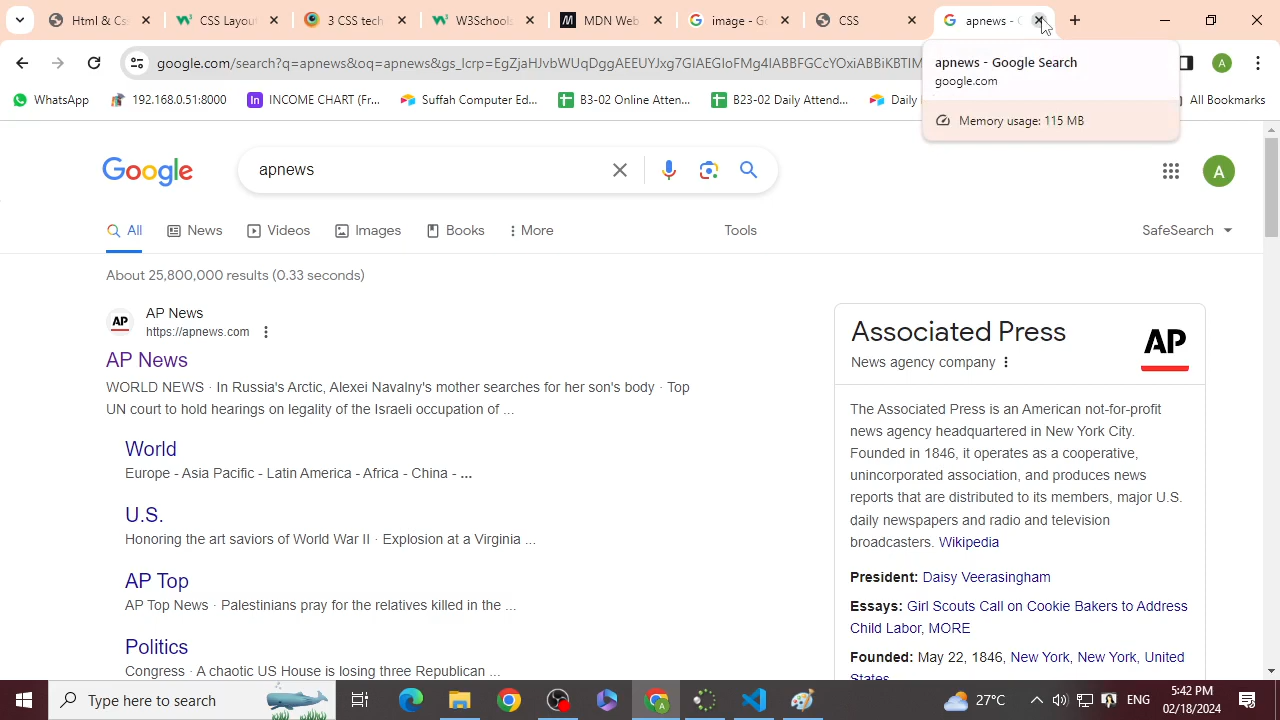 Html & Cs
CSS Layou
3 CSS tech
W3Schools
MDN Web
image - Go
CSS
apnews - G
google.com/search?q=apnews&oq=apnews&gs_lcrp=EgZjaHJvbWUqDggAEEUYJxg7GIAEGIoFMg4IABBFGCcYOxiABBiKBTIM
apnews - Google Search
google.com
Memory usage: 115 MB
WhatsApp
192.168.0.51:8000
In
INCOME CHART (Fr...
Suffah Computer Ed...
B3-02 Online Atten...
B23-02 Daily Attend...
Daily
All Bookmarks
Google
apnews
A
All
News
Videos
Images
Books
More
Tools
SafeSearch
About 25,800,000 results (0.33 seconds)
AP
AP News
https://apnews.com
AP News
WORLD NEWS · In Russia's Arctic, Alexei Navalny's mother searches for her son's body · Top
UN court to hold hearings on legality of the Israeli occupation of ...
World
Europe - Asia Pacific - Latin America - Africa - China - ...
U.S.
Honoring the art saviors of World War II · Explosion at a Virginia ...
AP Top
AP Top News · Palestinians pray for the relatives killed in the ...
Politics
Congress · A chaotic US House is losing three Republican ...
Associated Press
News agency company
AP
The Associated Press is an American not-for-profit
news agency headquartered in New York City.
Founded in 1846, it operates as a cooperative,
unincorporated association, and produces news
reports that are distributed to its members, major U.S.
daily newspapers and radio and television
broadcasters. Wikipedia
President: Daisy Veerasingham
Essays: Girl Scouts Call on Cookie Bakers to Address
Child Labor, MORE
Founded: May 22, 1846, New York, New York, United
States
Type here to search
27°C
ENG
5:42 PM
02/18/2024